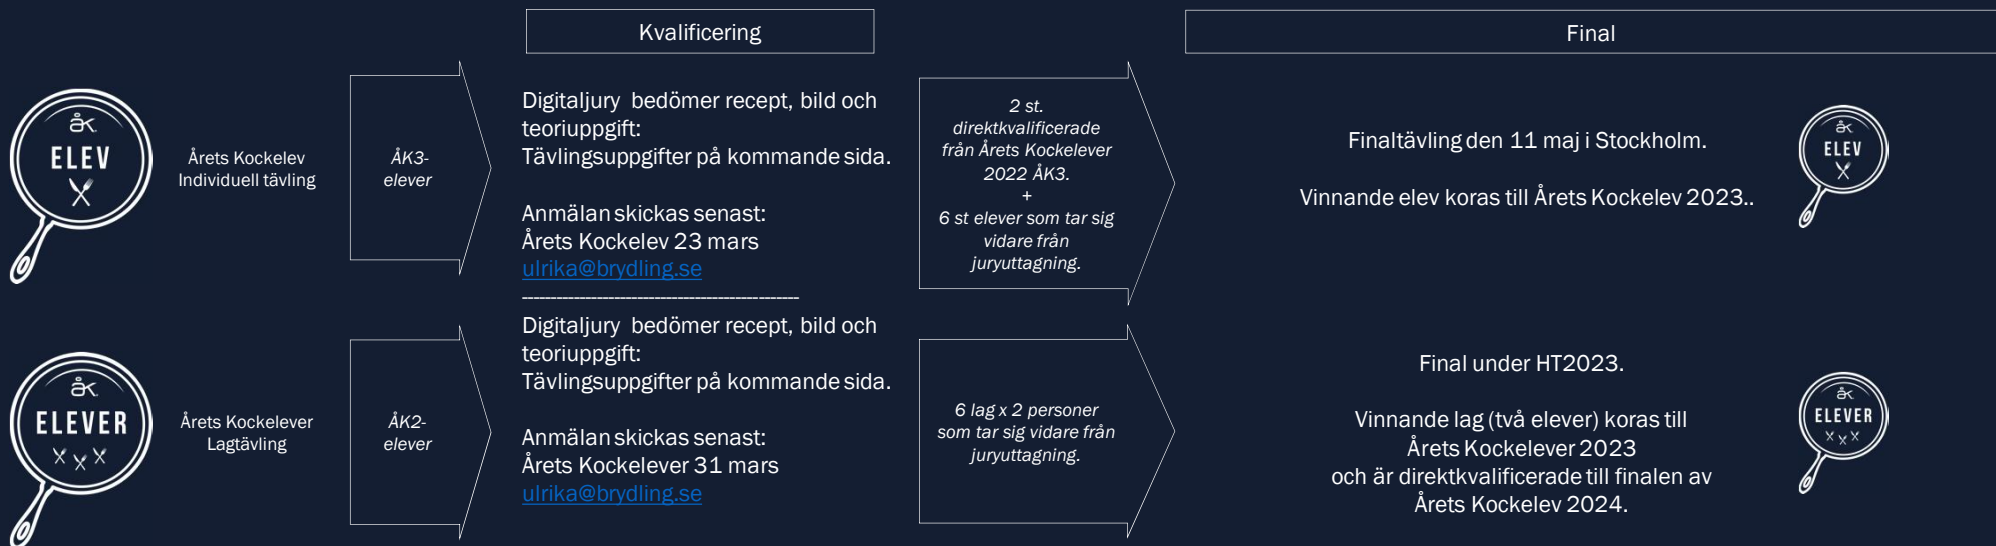 Kvalificering
Final
åk
ELEV
Årets Kockelev
Individuell tävling
ÅK3-
elever
Digitaljury bedömer recept, bild och
teoriuppgift:
Tävlingsuppgifter på kommande sida.
Anmälan skickas senast:
Årets Kockelev 23 mars
ulrika@brydling.se
2 st.
direktkvalificerade
från Årets Kockelever
2022 ÅK3.
+
6 st elever som tar sig
vidare från
juryuttagning.
Finaltävling den 11 maj i Stockholm.
Vinnande elev koras till Årets Kockelev 2023..
åk
ELEV
------------------------------------------------
åk
ELEVER
Årets Kockelever
Lagtävling
ÅK2-
elever
Digitaljury bedömer recept, bild och
teoriuppgift:
Tävlingsuppgifter på kommande sida.
Anmälan skickas senast:
Årets Kockelever 31 mars
ulrika@brydling.se
6 lag x 2 personer
som tar sig vidare från
juryuttagning.
Final under HT2023.
Vinnande lag (två elever) koras till
Årets Kockelever 2023
och är direktkvalificerade till finalen av
Årets Kockelev 2024.
åk
ELEVER